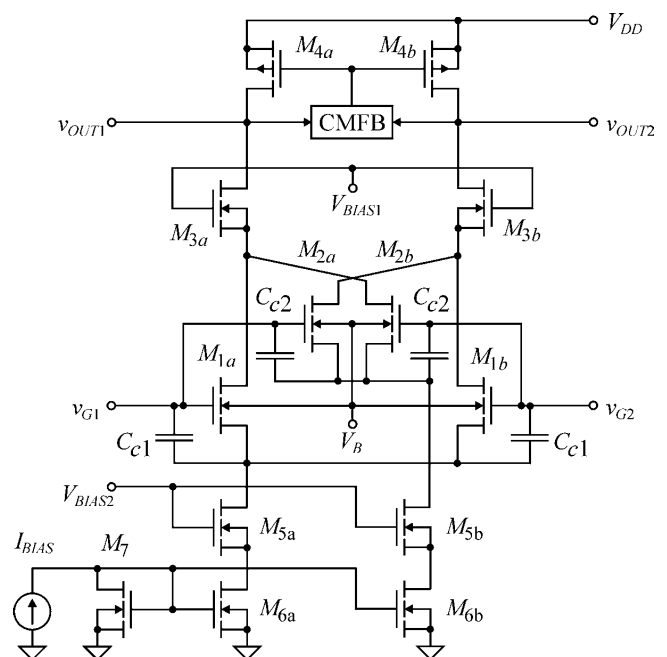 V_DD
M_4a M_4b
v_OUT1 CMFB v_OUT2
V_BIAS1
M_3a M_3b
M_2a M_2b
C_c2 C_c2
M_1a M_1b
v_G1 v_G2
C_c1 V_B C_c1
V_BIAS2
M_5a M_5b
I_BIAS M_7
M_6a M_6b